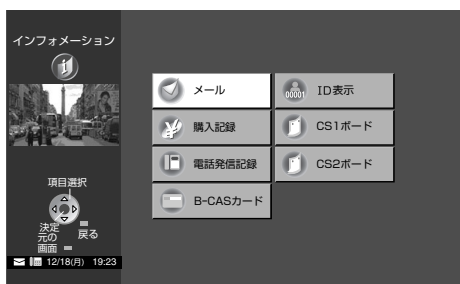 インフォメーション
メール
購入記録
電話発信記録
B-CASカード
00001
ID表示
CS1ボード
CS2ボード
項目選択
決定
元の
画面
戻る
12/18(月) 19:23